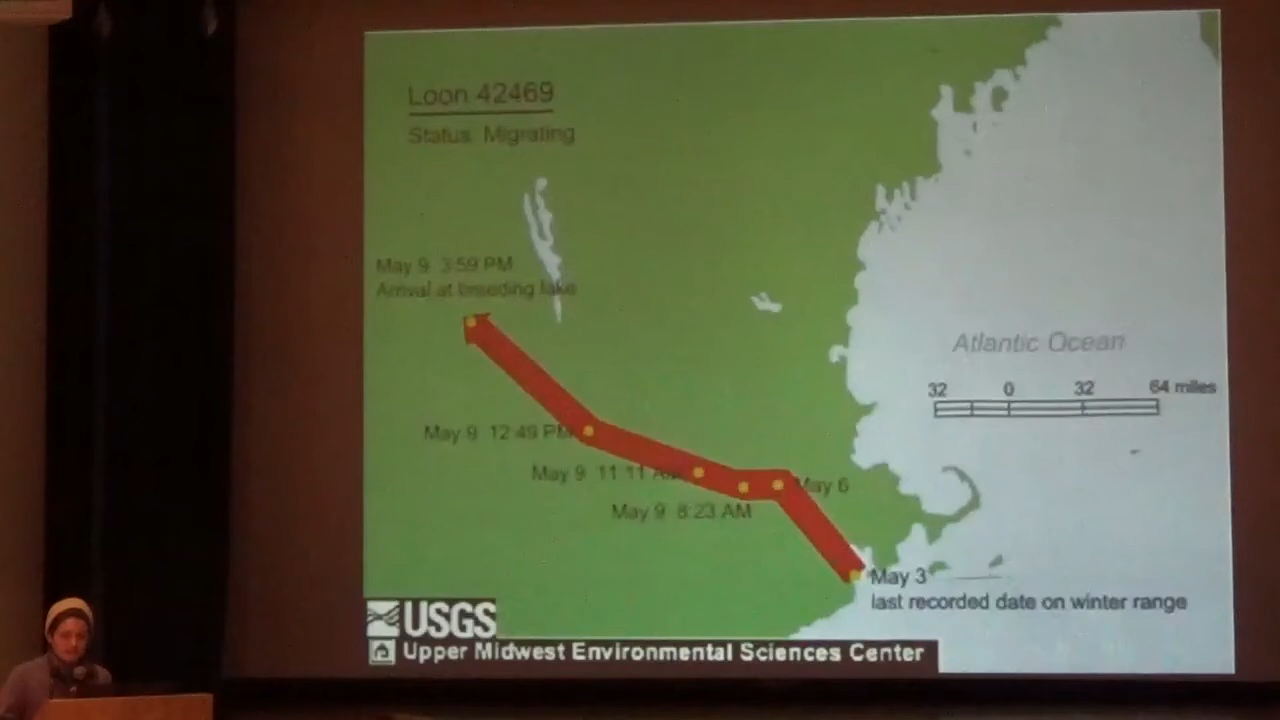 Loon 42469
Status: Migrating
May 9 3:59 PM
Arrival at breeding lake
Atlantic Ocean
32 0 32 64 miles
May 9 12:49 PM
May 9 11:11 AM
May 6
May 9 8:23 AM
May 3
last recorded date on winter range
USGS
Upper Midwest Environmental Sciences Center